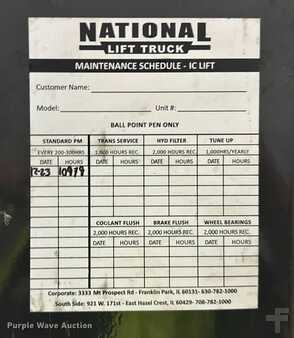 NATIONAL
LIFT TRUCK
MAINTENANCE SCHEDULE - IC LIFT
Customer Name:
Model: Unit #:
BALL POINT PEN ONLY
STANDARD PM TRANS SERVICE HYD FILTER TUNE UP
EVERY 200-300HRS 1,000 HOURS REC. 2,000 HOURS REC. 1,000HRS/YEARLY
DATE HOURS DATE HOURS DATE HOURS DATE HOURS
12-23 10979
COOLANT FLUSH BRAKE FLUSH WHEEL BEARINGS
2,000 HOURS REC. 2,000 HOURS REC. 2,000 HOURS REC.
DATE HOURS DATE HOURS DATE HOURS
Corporate: 3333 Mt Prospect Rd - Franklin Park, IL 60131- 630-782-1000
South Side: 921 W. 171st - East Hazel Crest, IL 60429- 708-782-1000
Purple Wave Auction